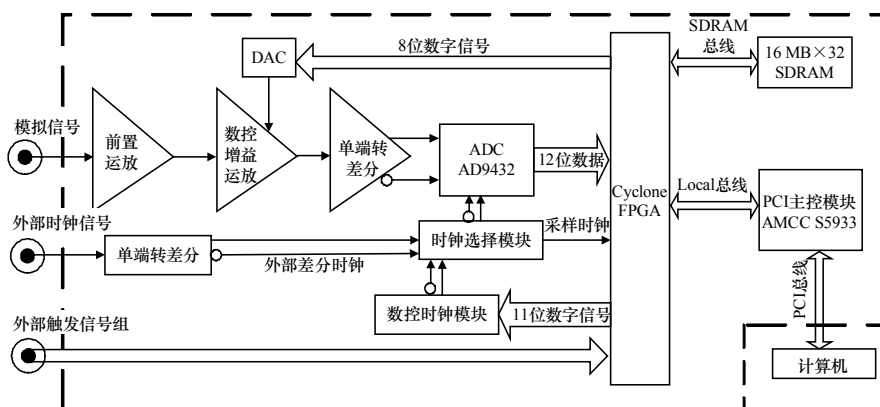 SDRAM
总线
8位数字信号
DAC
16 MB×32
SDRAM
模拟信号
前置
运放
数控
增益
运放
单端转
差分
ADC
AD9432
12位数据
Cyclone
FPGA
Local总线
PCI主控模块
AMCC S5933
外部时钟信号
单端转差分
外部差分时钟
时钟选择模块
采样时钟
数控时钟模块
11位数字信号
PCI总线
外部触发信号组
计算机